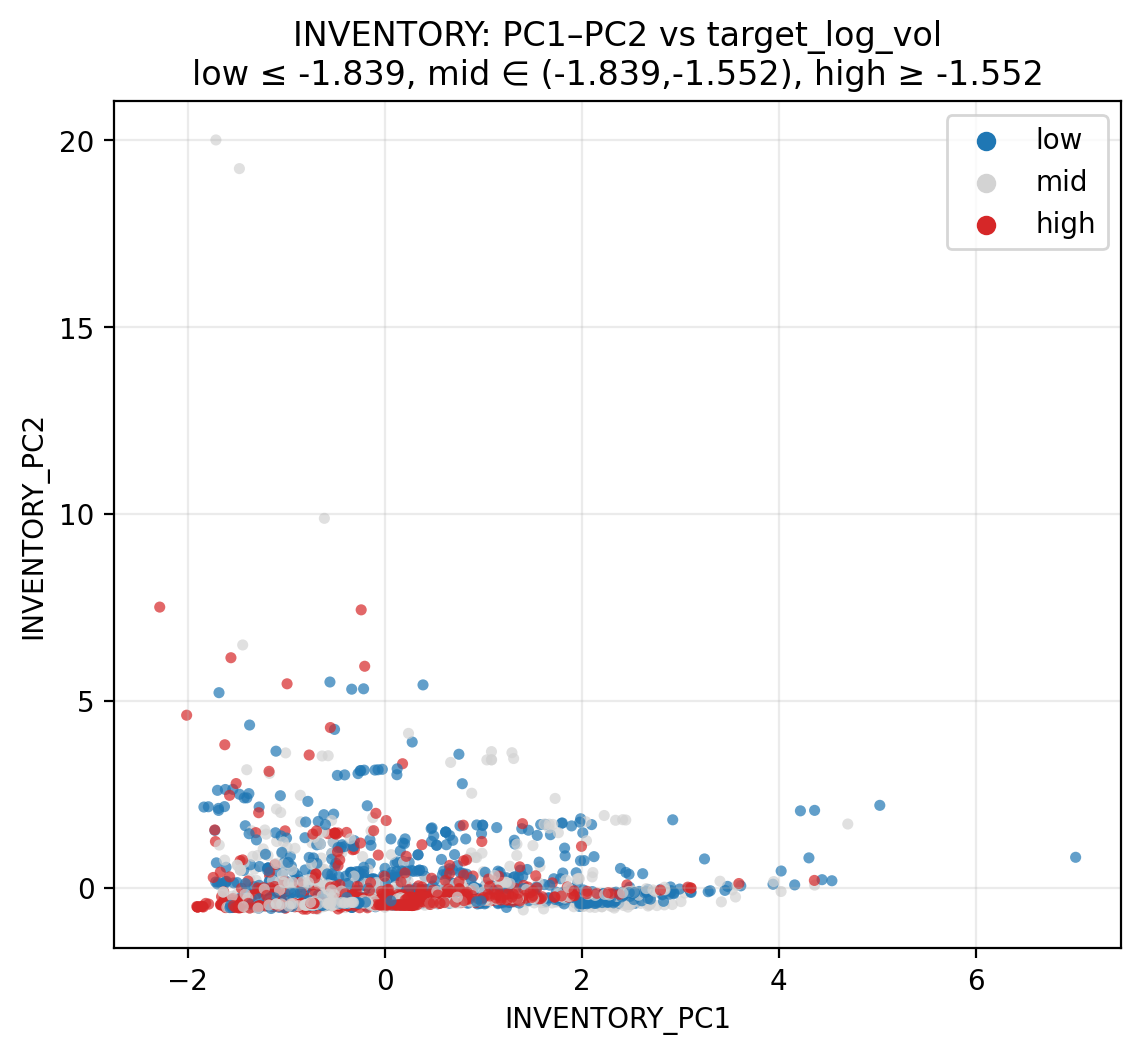 INVENTORY: PC1–PC2 vs target_log_vol
low ≤ -1.839, mid ∈ (-1.839,-1.552), high ≥ -1.552
low
mid
high
20
15
10
5
0
INVENTORY_PC2
−2
0
2
4
6
INVENTORY_PC1